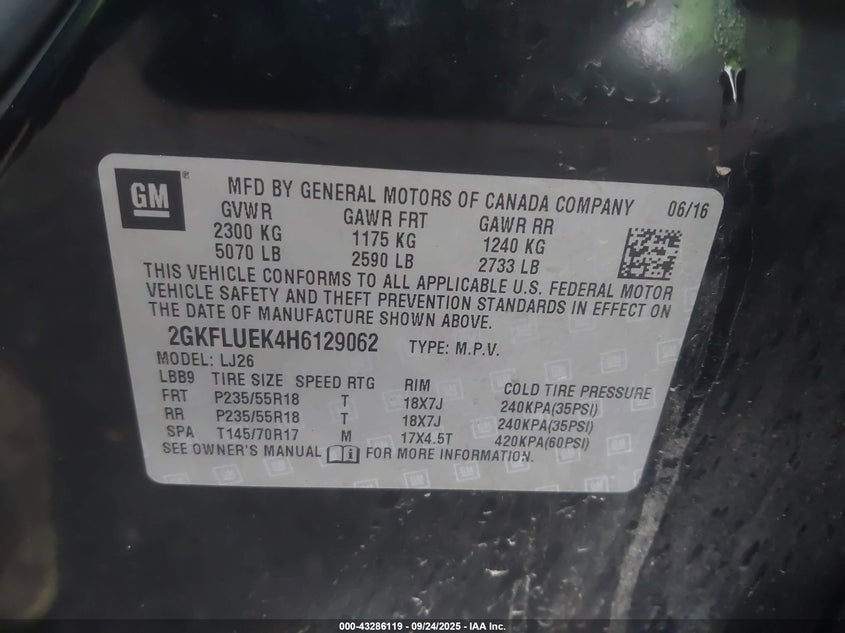 GM ® MFD BY GENERAL MOTORS OF CANADA COMPANY 06/16
GVWR GAWR FRT GAWR RR
2300 KG 1175 KG 1240 KG
5070 LB 2590 LB 2733 LB
THIS VEHICLE CONFORMS TO ALL APPLICABLE U.S. FEDERAL MOTOR
VEHICLE SAFETY AND THEFT PREVENTION STANDARDS IN EFFECT ON
THE DATE OF MANUFACTURE SHOWN ABOVE.
2GKFLUEK4H6129062 TYPE: M.P.V.
MODEL: LJ26
LBB9 TIRE SIZE SPEED RTG RIM COLD TIRE PRESSURE
FRT P235/55R18 T 18X7J 240KPA(35PSI)
RR P235/55R18 T 18X7J 240KPA(35PSI)
SPA T145/70R17 M 17X4.5T 420KPA(60PSI)
SEE OWNER'S MANUAL FOR MORE INFORMATION.
000-43286119 - 09/24/2025 - IAA Inc.